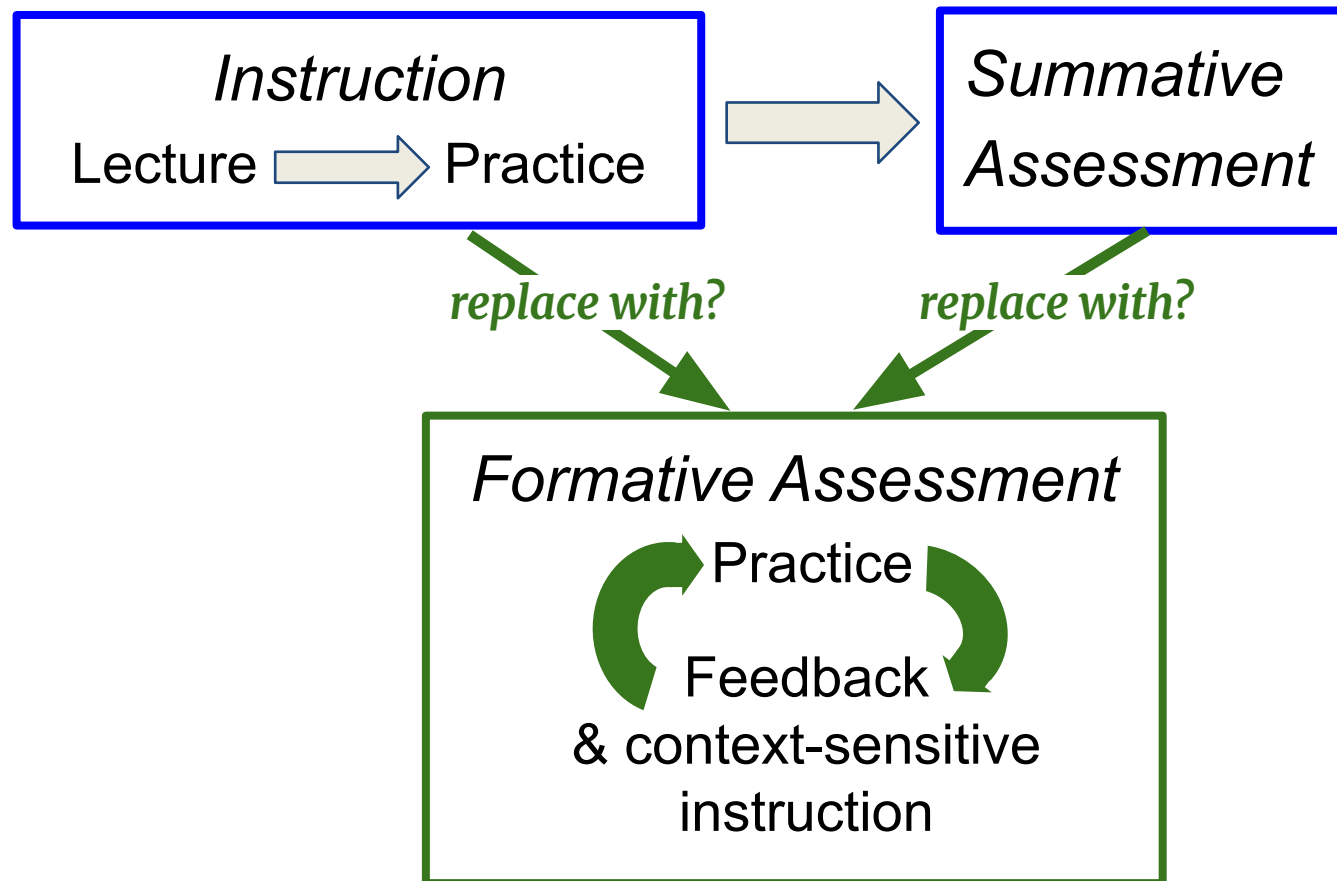 Instruction
Lecture Practice
Summative
Assessment
replace with?
replace with?
Formative Assessment
Practice
Feedback
& context-sensitive
instruction